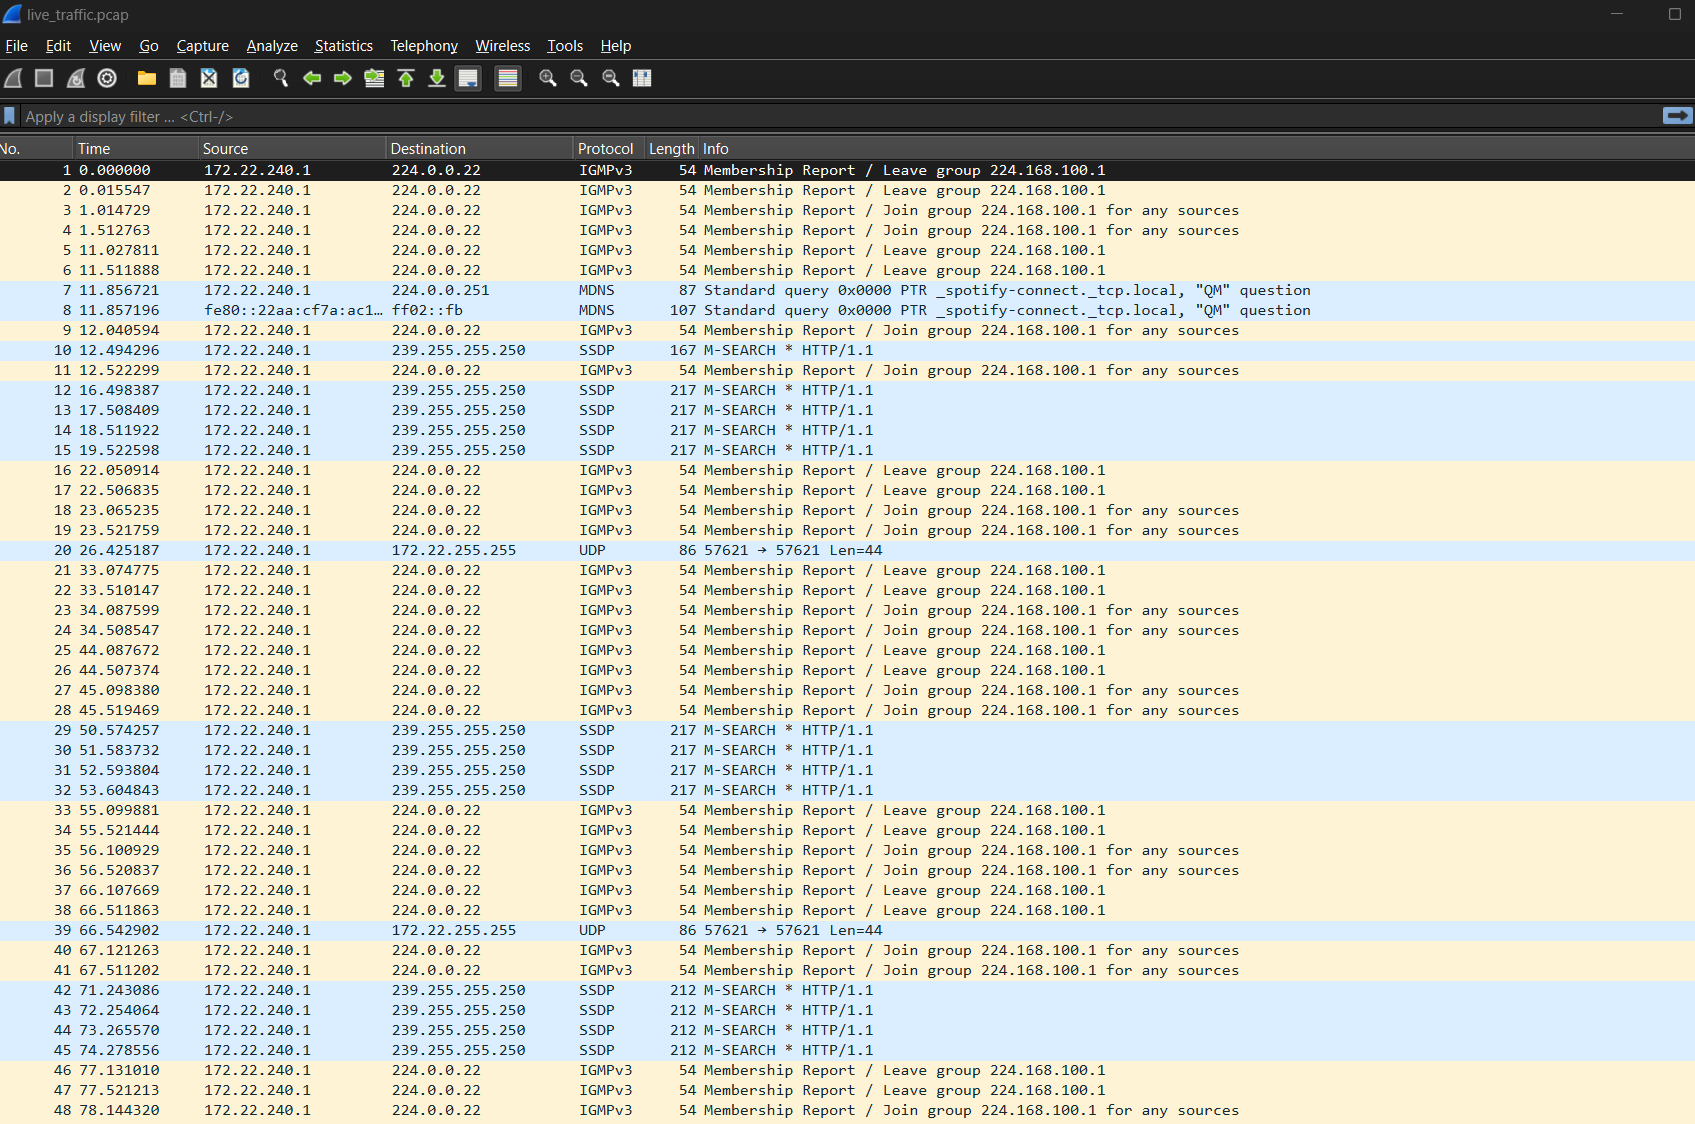 live_traffic.pcap
File Edit View Go Capture Analyze Statistics Telephony Wireless Tools Help
Apply a display filter ... <Ctrl-/>
No. Time Source Destination Protocol Length Info
1 0.000000 172.22.240.1 224.0.0.22 IGMPv3 54 Membership Report / Leave group 224.168.100.1
2 0.015547 172.22.240.1 224.0.0.22 IGMPv3 54 Membership Report / Leave group 224.168.100.1
3 1.014729 172.22.240.1 224.0.0.22 IGMPv3 54 Membership Report / Join group 224.168.100.1 for any sources
4 1.512763 172.22.240.1 224.0.0.22 IGMPv3 54 Membership Report / Join group 224.168.100.1 for any sources
5 11.027811 172.22.240.1 224.0.0.22 IGMPv3 54 Membership Report / Leave group 224.168.100.1
6 11.511888 172.22.240.1 224.0.0.22 IGMPv3 54 Membership Report / Leave group 224.168.100.1
7 11.856721 172.22.240.1 224.0.0.251 MDNS 87 Standard query 0x0000 PTR _spotify-connect._tcp.local, "QM" question
8 11.857196 fe80::22aa:cf7a:ac1… ff02::fb MDNS 107 Standard query 0x0000 PTR _spotify-connect._tcp.local, "QM" question
9 12.040594 172.22.240.1 224.0.0.22 IGMPv3 54 Membership Report / Join group 224.168.100.1 for any sources
10 12.494296 172.22.240.1 239.255.255.250 SSDP 167 M-SEARCH * HTTP/1.1
11 12.522299 172.22.240.1 224.0.0.22 IGMPv3 54 Membership Report / Join group 224.168.100.1 for any sources
12 16.498387 172.22.240.1 239.255.255.250 SSDP 217 M-SEARCH * HTTP/1.1
13 17.508409 172.22.240.1 239.255.255.250 SSDP 217 M-SEARCH * HTTP/1.1
14 18.511922 172.22.240.1 239.255.255.250 SSDP 217 M-SEARCH * HTTP/1.1
15 19.522598 172.22.240.1 239.255.255.250 SSDP 217 M-SEARCH * HTTP/1.1
16 22.050914 172.22.240.1 224.0.0.22 IGMPv3 54 Membership Report / Leave group 224.168.100.1
17 22.506835 172.22.240.1 224.0.0.22 IGMPv3 54 Membership Report / Leave group 224.168.100.1
18 23.065235 172.22.240.1 224.0.0.22 IGMPv3 54 Membership Report / Join group 224.168.100.1 for any sources
19 23.521759 172.22.240.1 224.0.0.22 IGMPv3 54 Membership Report / Join group 224.168.100.1 for any sources
20 26.425187 172.22.240.1 172.22.255.255 UDP 86 57621 → 57621 Len=44
21 33.074775 172.22.240.1 224.0.0.22 IGMPv3 54 Membership Report / Leave group 224.168.100.1
22 33.510147 172.22.240.1 224.0.0.22 IGMPv3 54 Membership Report / Leave group 224.168.100.1
23 34.087599 172.22.240.1 224.0.0.22 IGMPv3 54 Membership Report / Join group 224.168.100.1 for any sources
24 34.508547 172.22.240.1 224.0.0.22 IGMPv3 54 Membership Report / Join group 224.168.100.1 for any sources
25 44.087672 172.22.240.1 224.0.0.22 IGMPv3 54 Membership Report / Leave group 224.168.100.1
26 44.507374 172.22.240.1 224.0.0.22 IGMPv3 54 Membership Report / Leave group 224.168.100.1
27 45.098380 172.22.240.1 224.0.0.22 IGMPv3 54 Membership Report / Join group 224.168.100.1 for any sources
28 45.519469 172.22.240.1 224.0.0.22 IGMPv3 54 Membership Report / Join group 224.168.100.1 for any sources
29 50.574257 172.22.240.1 239.255.255.250 SSDP 217 M-SEARCH * HTTP/1.1
30 51.583732 172.22.240.1 239.255.255.250 SSDP 217 M-SEARCH * HTTP/1.1
31 52.593804 172.22.240.1 239.255.255.250 SSDP 217 M-SEARCH * HTTP/1.1
32 53.604843 172.22.240.1 239.255.255.250 SSDP 217 M-SEARCH * HTTP/1.1
33 55.099881 172.22.240.1 224.0.0.22 IGMPv3 54 Membership Report / Leave group 224.168.100.1
34 55.521444 172.22.240.1 224.0.0.22 IGMPv3 54 Membership Report / Leave group 224.168.100.1
35 56.100929 172.22.240.1 224.0.0.22 IGMPv3 54 Membership Report / Join group 224.168.100.1 for any sources
36 56.520837 172.22.240.1 224.0.0.22 IGMPv3 54 Membership Report / Join group 224.168.100.1 for any sources
37 66.107669 172.22.240.1 224.0.0.22 IGMPv3 54 Membership Report / Leave group 224.168.100.1
38 66.511863 172.22.240.1 224.0.0.22 IGMPv3 54 Membership Report / Leave group 224.168.100.1
39 66.542902 172.22.240.1 172.22.255.255 UDP 86 57621 → 57621 Len=44
40 67.121263 172.22.240.1 224.0.0.22 IGMPv3 54 Membership Report / Join group 224.168.100.1 for any sources
41 67.511202 172.22.240.1 224.0.0.22 IGMPv3 54 Membership Report / Join group 224.168.100.1 for any sources
42 71.243086 172.22.240.1 239.255.255.250 SSDP 212 M-SEARCH * HTTP/1.1
43 72.254064 172.22.240.1 239.255.255.250 SSDP 212 M-SEARCH * HTTP/1.1
44 73.265570 172.22.240.1 239.255.255.250 SSDP 212 M-SEARCH * HTTP/1.1
45 74.278556 172.22.240.1 239.255.255.250 SSDP 212 M-SEARCH * HTTP/1.1
46 77.131010 172.22.240.1 224.0.0.22 IGMPv3 54 Membership Report / Leave group 224.168.100.1
47 77.521213 172.22.240.1 224.0.0.22 IGMPv3 54 Membership Report / Leave group 224.168.100.1
48 78.144320 172.22.240.1 224.0.0.22 IGMPv3 54 Membership Report / Join group 224.168.100.1 for any sources